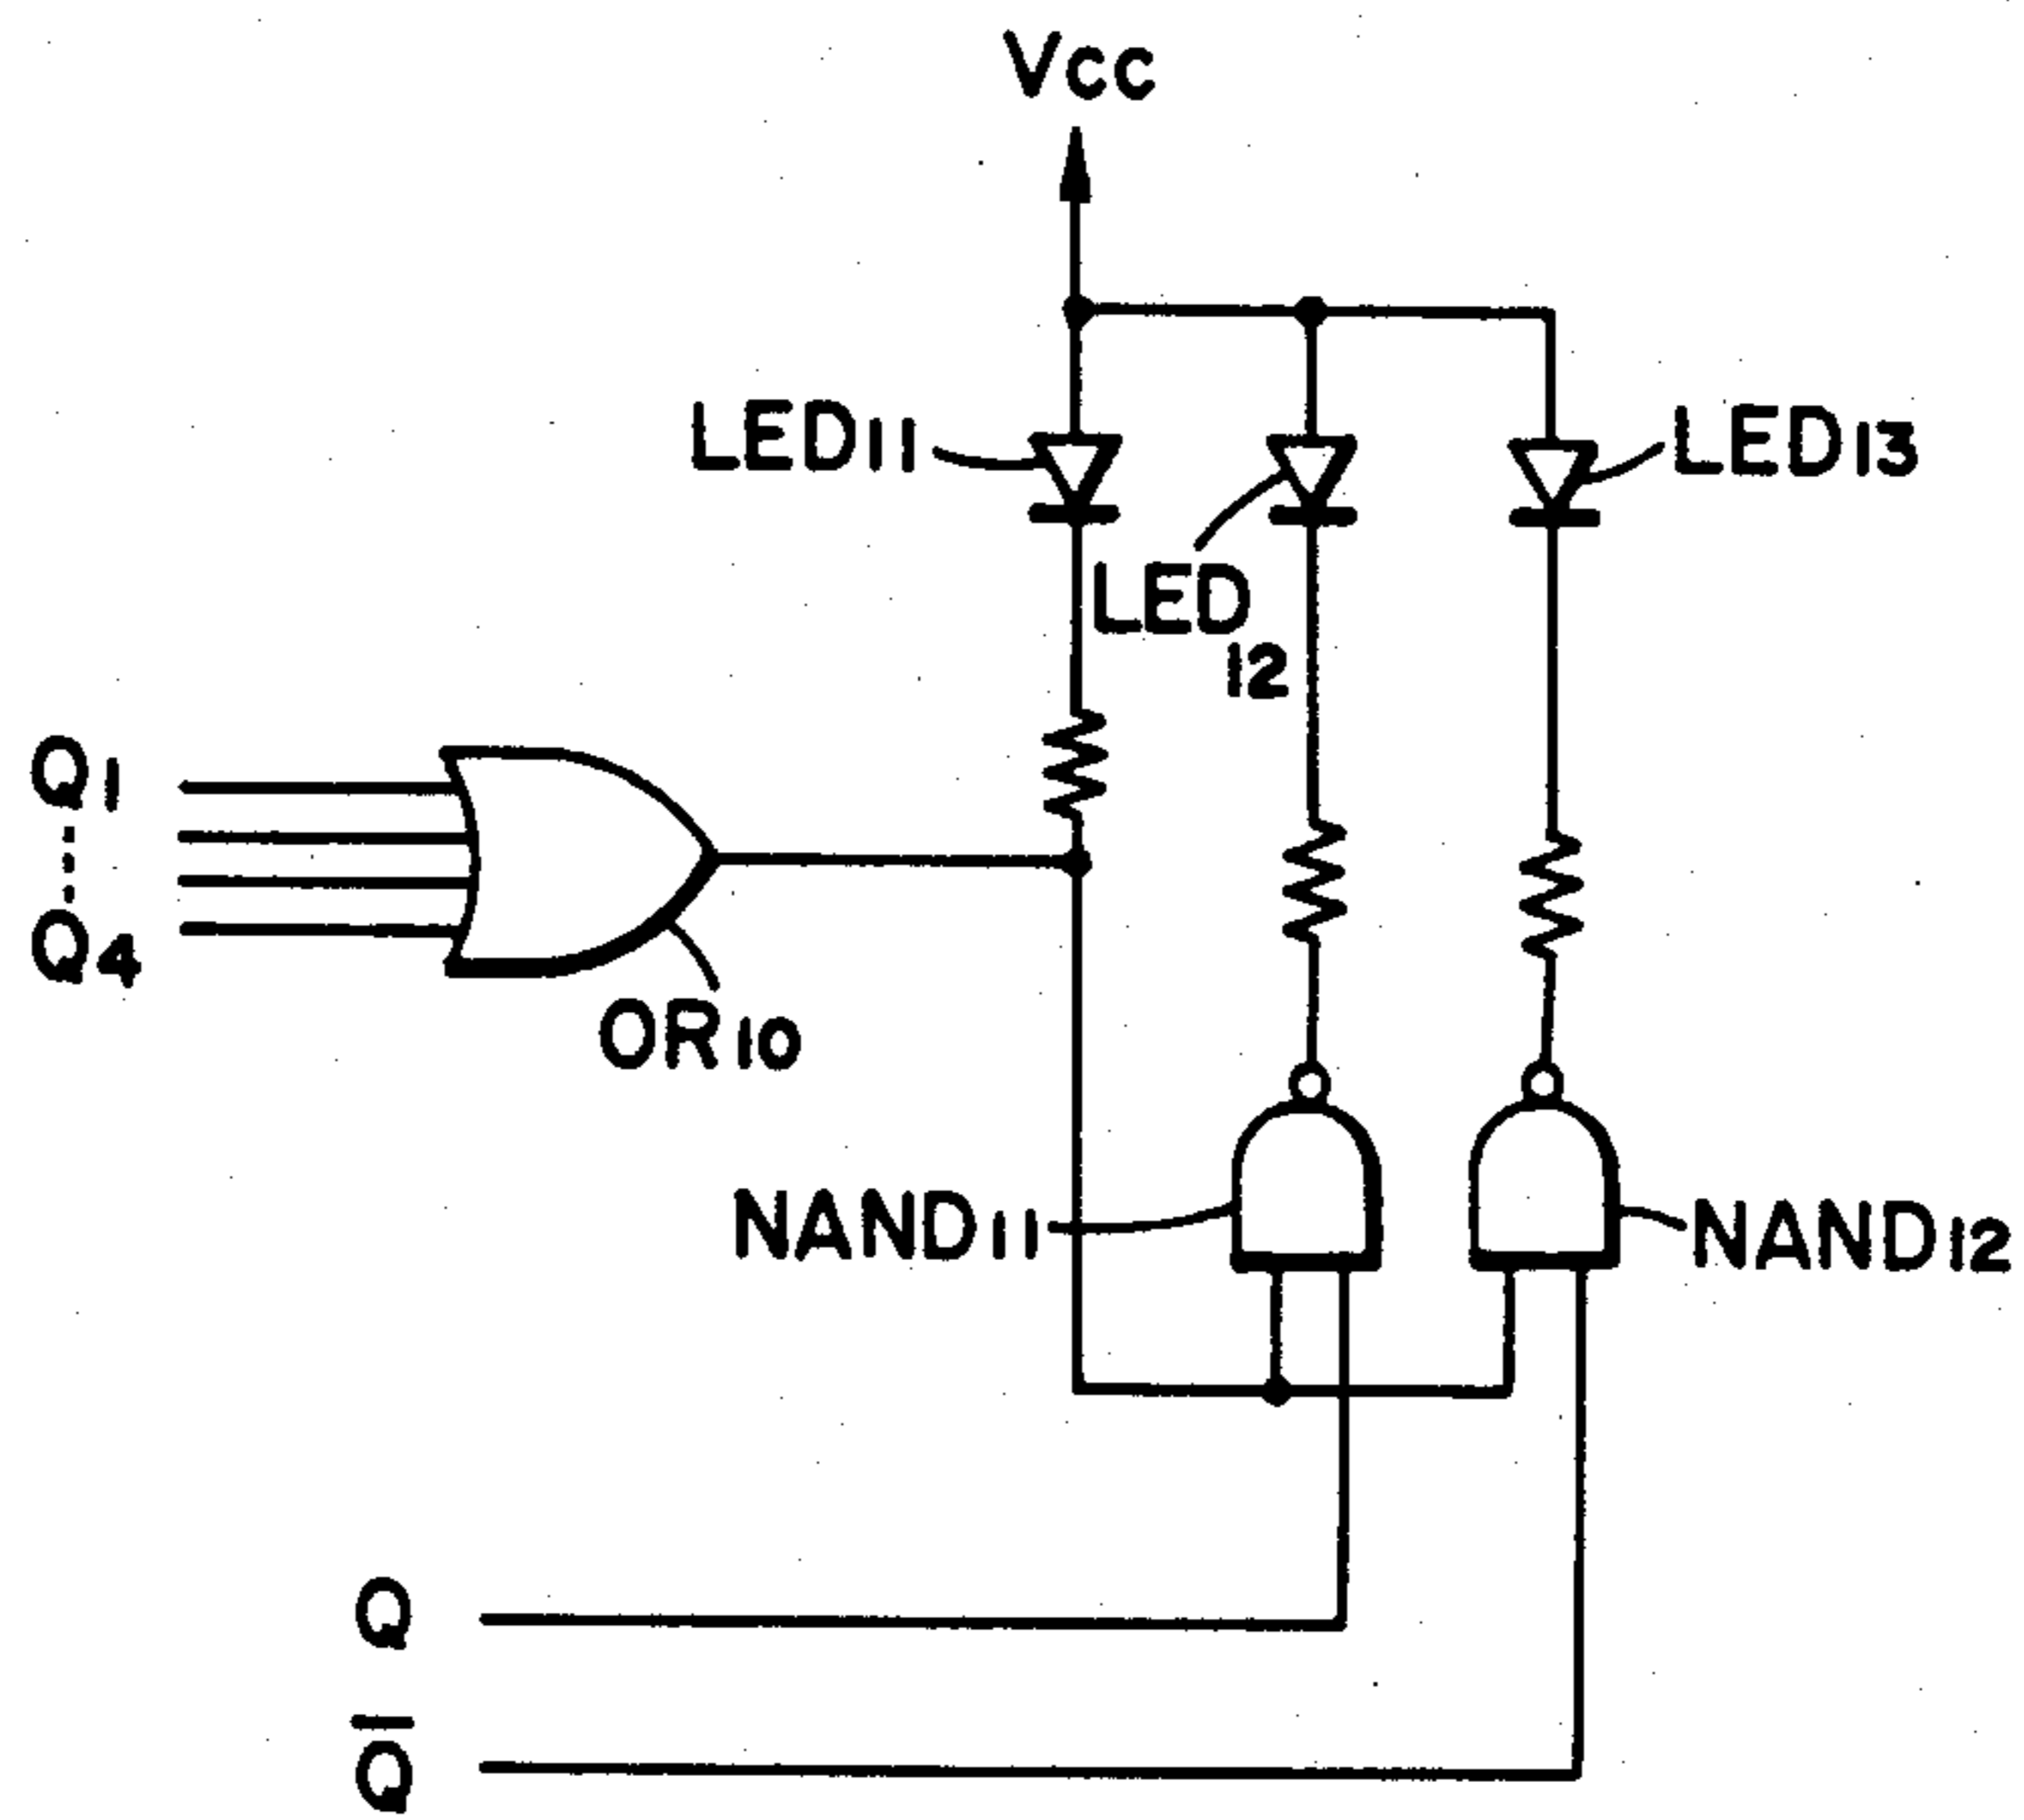 Vcc
LED11
LED13
LED
12
Q1
Q4
OR10
NAND11
NAND12
Q
Q̅